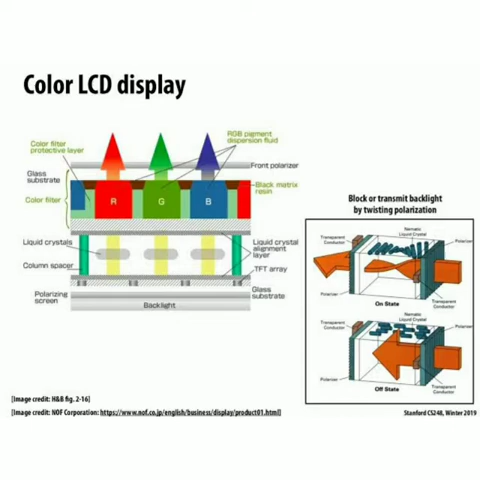 Color LCD display
Color filter
protective layer
RGB pigment
dispersion fluid
Glass
substrate
Front polarizer
Color filter
R
G
B
Black matrix
resin
Liquid crystals
Liquid crystal
alignment
layer
Column spacer
TFT array
Polarizing
screen
Glass
substrate
Backlight
Block or transmit backlight
by twisting polarization
Transparent
Conductor
Nematic
Liquid Crystal
Polarizer
Polarizer
Transparent
Conductor
On State
Transparent
Conductor
Nematic
Liquid Crystal
Polarizer
Polarizer
Transparent
Conductor
Off State
[Image credit: H&B fig. 2-16]
[Image credit: NOF Corporation: https://www.nof.co.jp/english/business/display/product01.html]
Stanford CS248, Winter 2019